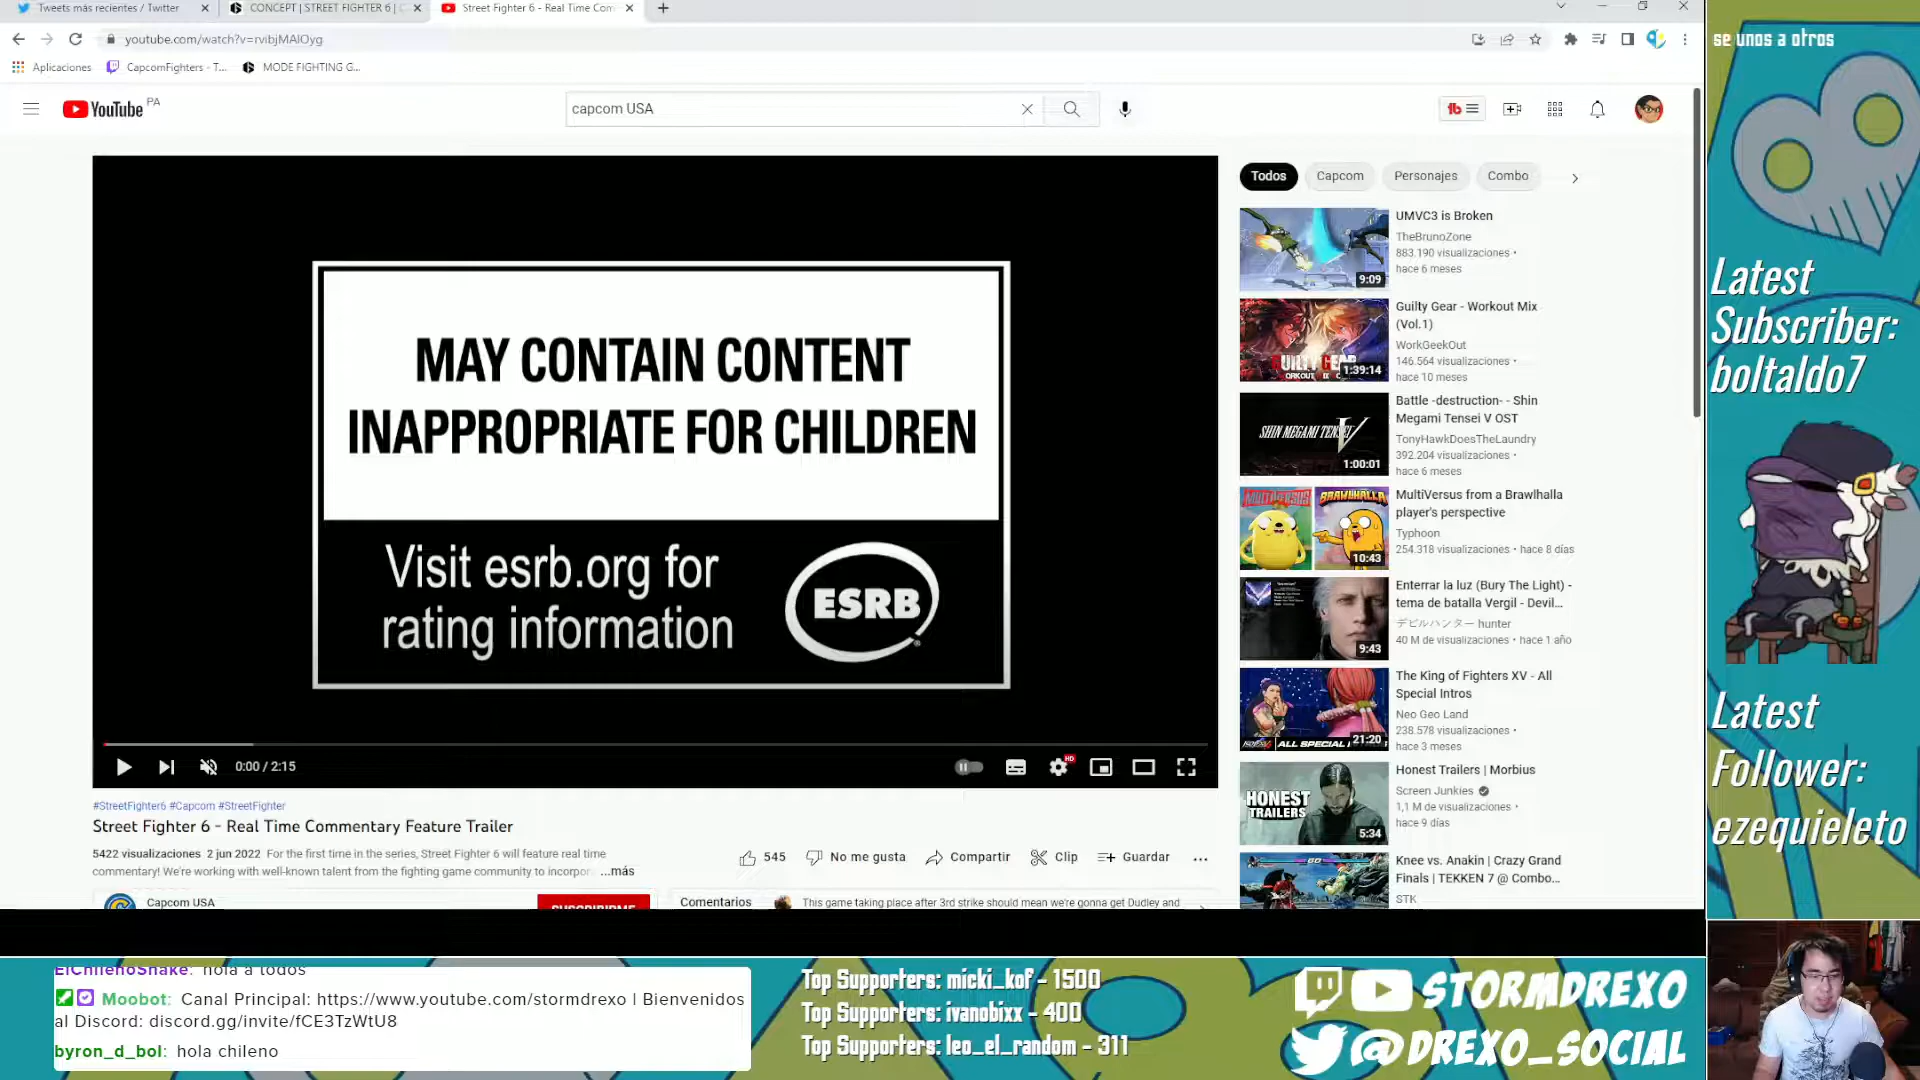 Tweets más recientes / Twitter
CONCEPT | STREET FIGHTER 6 |
Street Fighter 6 - Real Time Com
youtube.com/watch?v=rvibjMAlOyg
Aplicaciones
CapcomFighters - T...
MODE FIGHTING G...
YouTube PA
capcom USA
MAY CONTAIN CONTENT
INAPPROPRIATE FOR CHILDREN
Visit esrb.org for
rating information
ESRB
0:00 / 2:15
HD
#StreetFighter6 #Capcom #StreetFighter
Street Fighter 6 - Real Time Commentary Feature Trailer
5422 visualizaciones 2 jun 2022 For the first time in the series, Street Fighter 6 will feature real time
commentary! We're working with well-known talent from the fighting game community to incorpor ...más
545
No me gusta
Compartir
Clip
Guardar
Capcom USA
SUSCRIBIRME
Comentarios
This game taking place after 3rd strike should mean we're gonna get Dudley and
Todos
Capcom
Personajes
Combo
UMVC3 is Broken
TheBrunoZone
883.190 visualizaciones •
hace 6 meses
9:09
Guilty Gear - Workout Mix
(Vol.1)
WorkGeekOut
146.564 visualizaciones •
hace 10 meses
1:39:14
Battle -destruction- - Shin
Megami Tensei V OST
TonyHawkDoesTheLaundry
392.204 visualizaciones •
hace 6 meses
SHIN MEGAMI TENSEI V
1:00:01
MultiVersus from a Brawlhalla
player's perspective
Typhoon
254.318 visualizaciones • hace 8 días
MULTIVERSUS
BRAWLHALLA
10:43
Enterrar la luz (Bury The Light) -
tema de batalla Vergil - Devil...
デビルハンター hunter
40 M de visualizaciones • hace 1 año
9:43
The King of Fighters XV - All
Special Intros
Neo Geo Land
238.578 visualizaciones •
hace 3 meses
ALL SPECIAL
21:20
Honest Trailers | Morbius
Screen Junkies
1,1 M de visualizaciones •
hace 9 días
HONEST
TRAILERS
5:34
Knee vs. Anakin | Crazy Grand
Finals | TEKKEN 7 @ Combo...
STK
se unos a otros
Latest
Subscriber:
boltaldo7
Latest
Follower:
ezequieleto
ElChilenoSnake: hola a todos
Moobot: Canal Principal: https://www.youtube.com/stormdrexo | Bienvenidos
al Discord: discord.gg/invite/fCE3TzWtU8
byron_d_bol: hola chileno
Top Supporters: micki_kof - 1500
Top Supporters: ivanobixx - 400
Top Supporters: leo_el_random - 311
STORMDREXO
@DREXO_SOCIAL